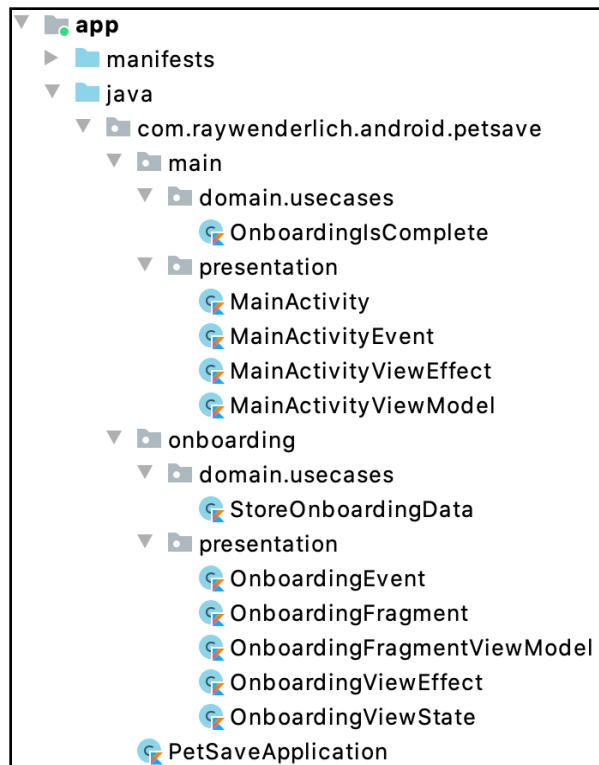 app
manifests
java
com.raywenderlich.android.petsave
main
domain.usecases
OnboardingIsComplete
presentation
MainActivity
MainActivityEvent
MainActivityViewEffect
MainActivityViewModel
onboarding
domain.usecases
StoreOnboardingData
presentation
OnboardingEvent
OnboardingFragment
OnboardingFragmentViewModel
OnboardingViewEffect
OnboardingViewState
PetSaveApplication